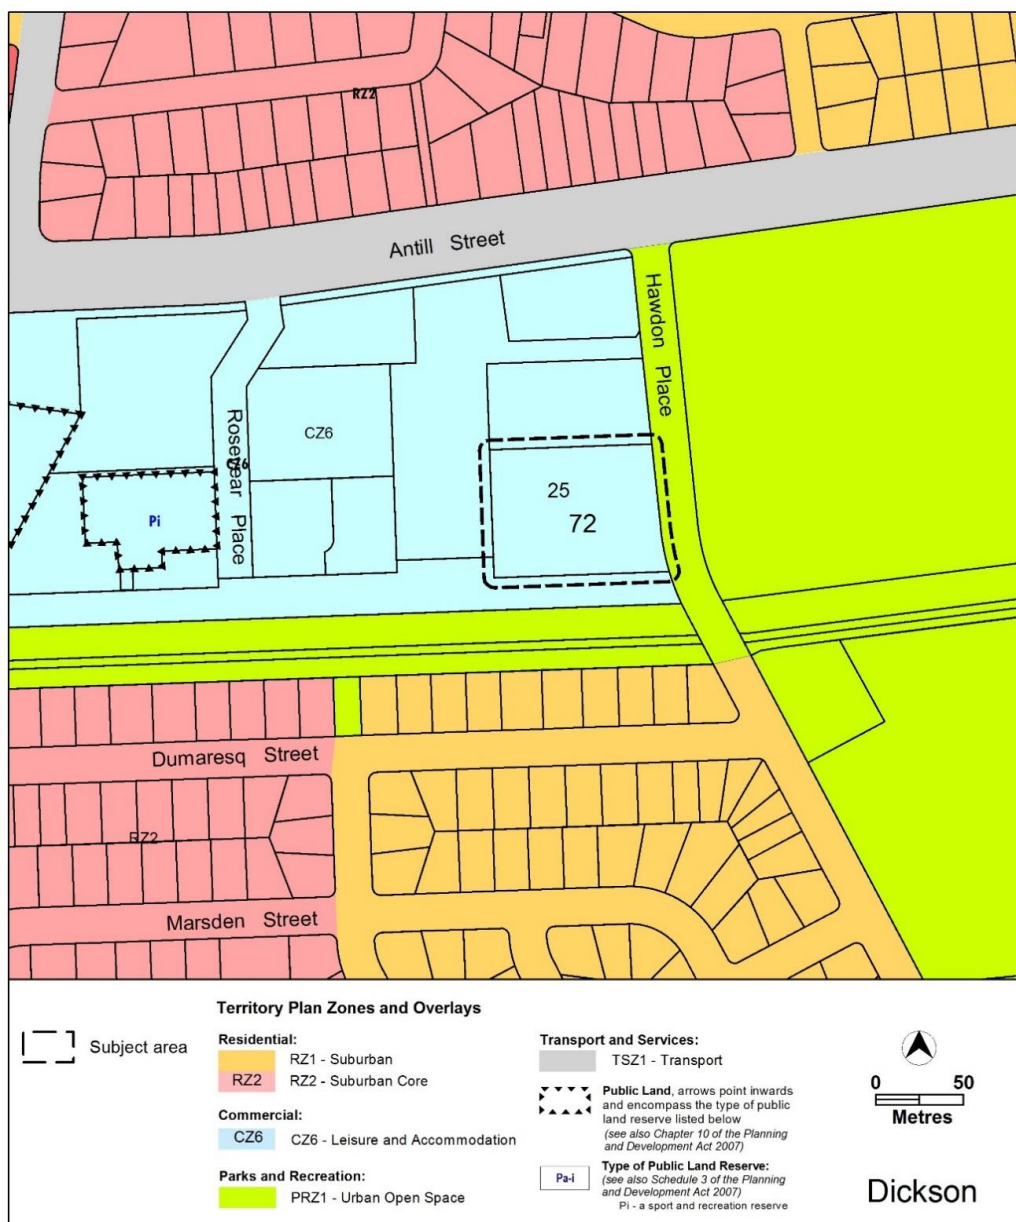 RZ2
Antill Street
Hawdon Place
CZ6
Rosevear Place
25
72
Pi
Dumaresq Street
RZ2
Marsden Street
Territory Plan Zones and Overlays
Subject area
Residential:
RZ1 - Suburban
RZ2 RZ2 - Suburban Core
Commercial:
CZ6 CZ6 - Leisure and Accommodation
Parks and Recreation:
PRZ1 - Urban Open Space
Transport and Services:
TSZ1 - Transport
Public Land, arrows point inwards
and encompass the type of public
land reserve listed below
(see also Chapter 10 of the Planning
and Development Act 2007)
Pa-i
Type of Public Land Reserve:
(see also Schedule 3 of the Planning
and Development Act 2007)
Pi - a sport and recreation reserve
0 50
Metres
Dickson